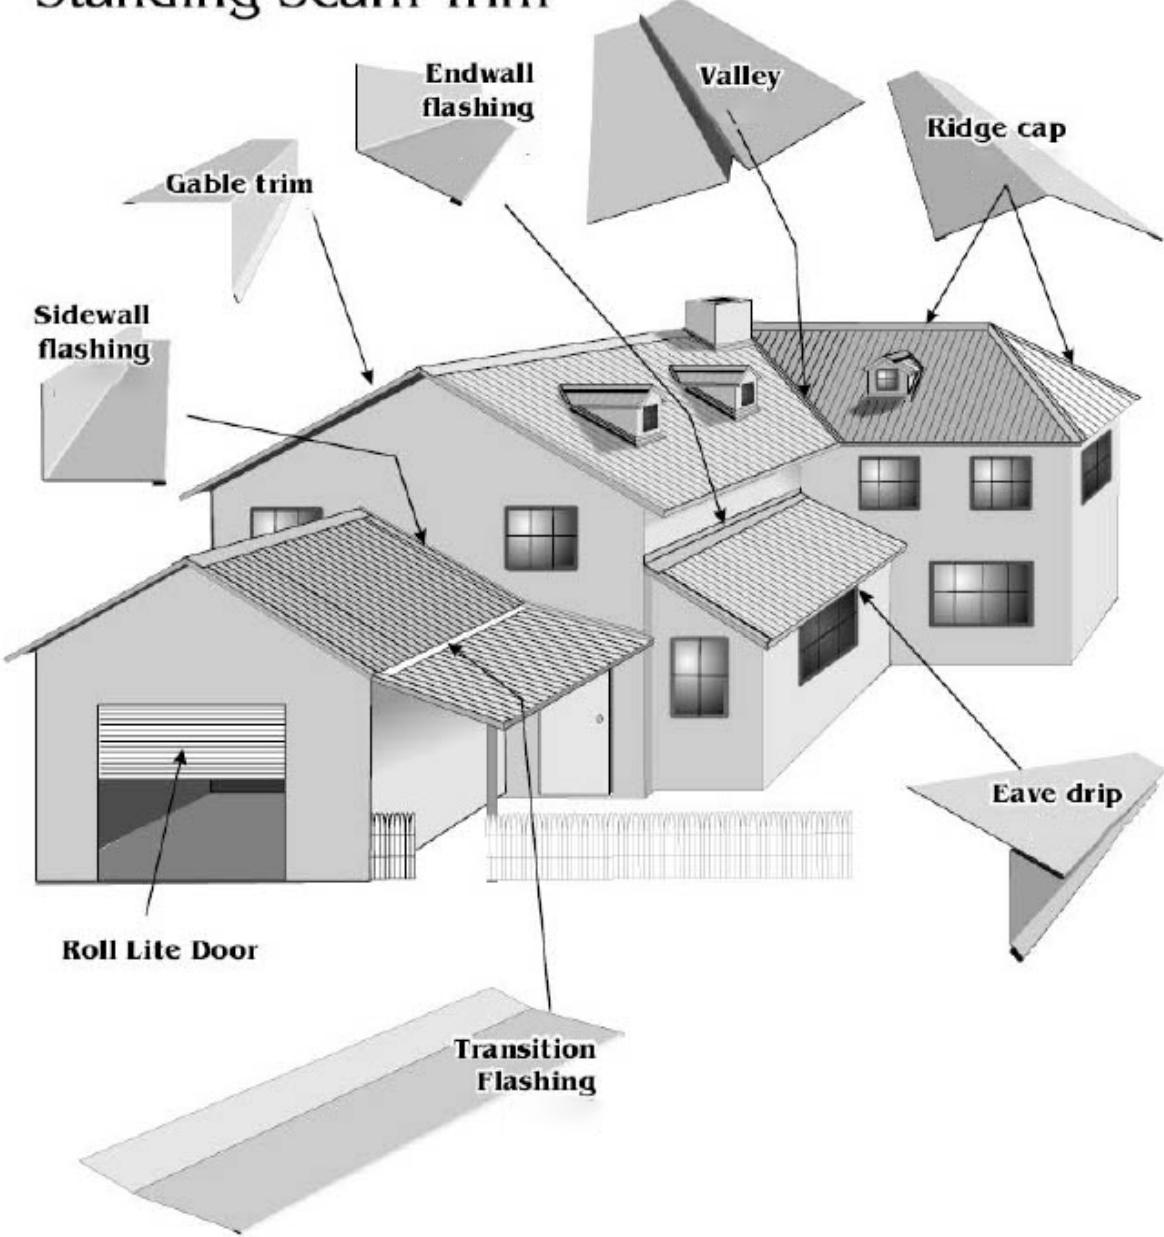 Standing Seam Trim
Endwall
flashing
Valley
Ridge cap
Gable trim
Sidewall
flashing
Eave drip
Roll Lite Door
Transition
Flashing